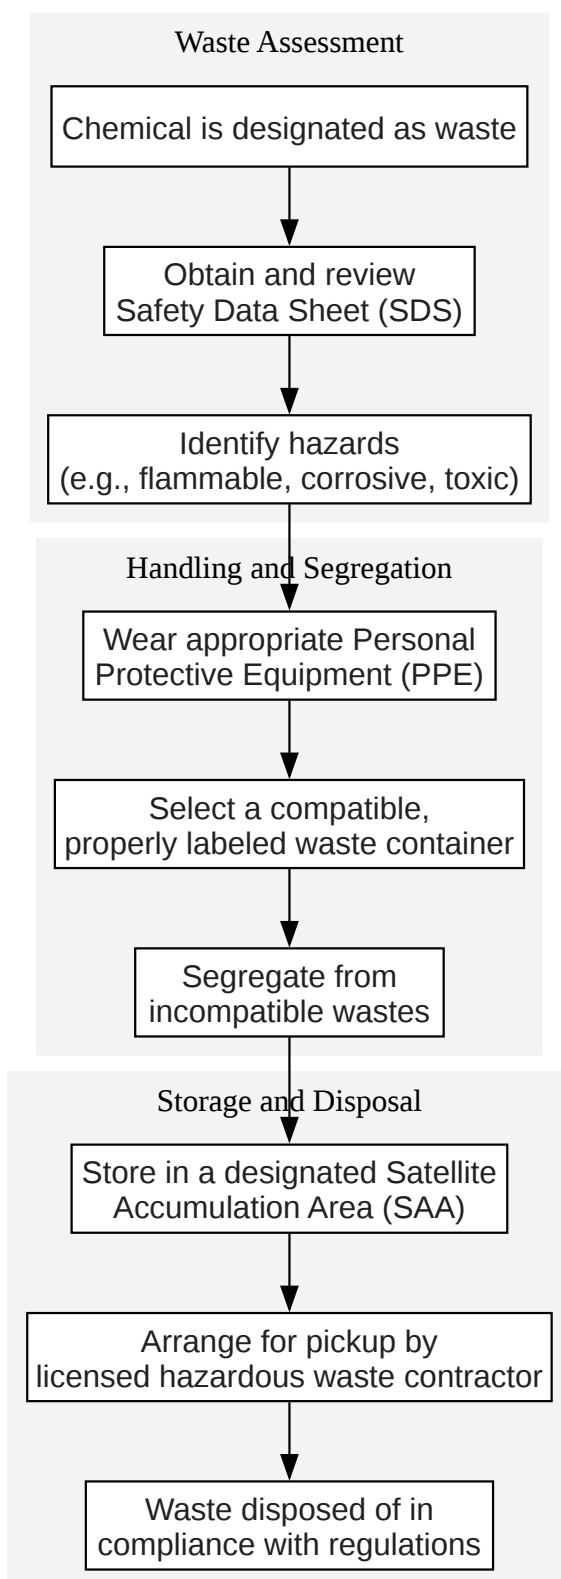 Waste Assessment
Chemical is designated as waste
Obtain and review
Safety Data Sheet (SDS)
Identify hazards
(e.g., flammable, corrosive, toxic)
Handling and Segregation
Wear appropriate Personal
Protective Equipment (PPE)
Select a compatible,
properly labeled waste container
Segregate from
incompatible wastes
Storage and Disposal
Store in a designated Satellite
Accumulation Area (SAA)
Arrange for pickup by
licensed hazardous waste contractor
Waste disposed of in
compliance with regulations